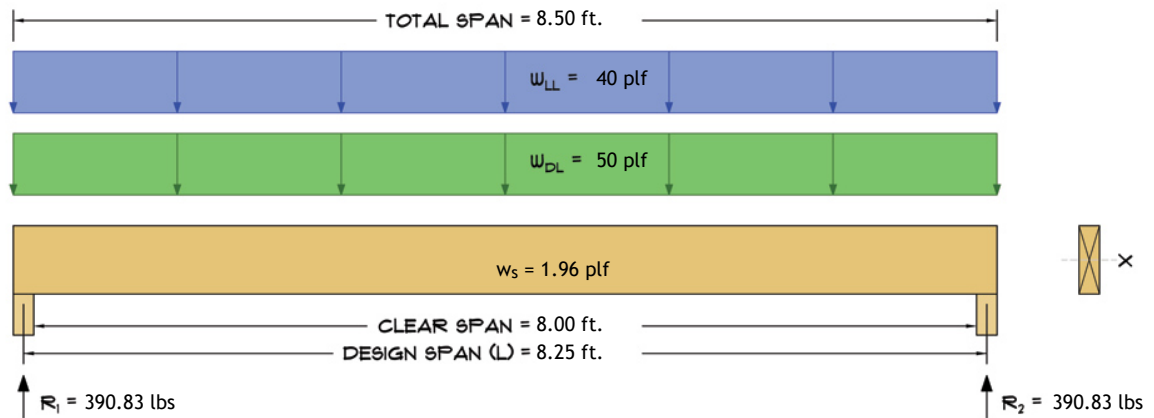 TOTAL SPAN = 8.50 ft.
wLL = 40 plf
wDL = 50 plf
ws = 1.96 plf
X
CLEAR SPAN = 8.00 ft.
DESIGN SPAN (L) = 8.25 ft.
R1 = 390.83 lbs
R2 = 390.83 lbs